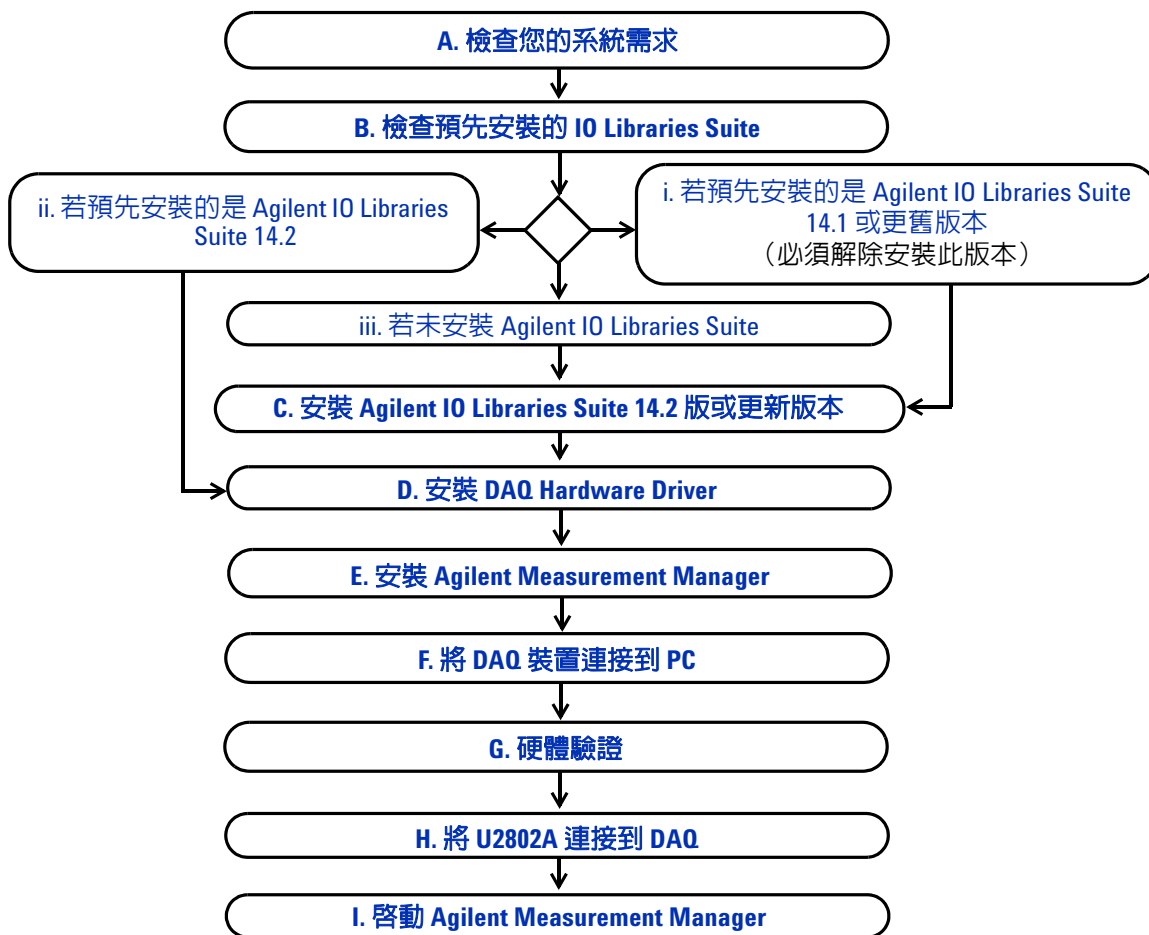 A. 檢查您的系統需求
B. 檢查預先安裝的 IO Libraries Suite
ii. 若預先安裝的是 Agilent IO Libraries
Suite 14.2
i. 若預先安裝的是 Agilent IO Libraries Suite
14.1 或更舊版本
（必須解除安裝此版本）
iii. 若未安裝 Agilent IO Libraries Suite
C. 安裝 Agilent IO Libraries Suite 14.2 版或更新版本
D. 安裝 DAQ Hardware Driver
E. 安裝 Agilent Measurement Manager
F. 將 DAQ 裝置連接到 PC
G. 硬體驗證
H. 將 U2802A 連接到 DAQ
I. 啓動 Agilent Measurement Manager